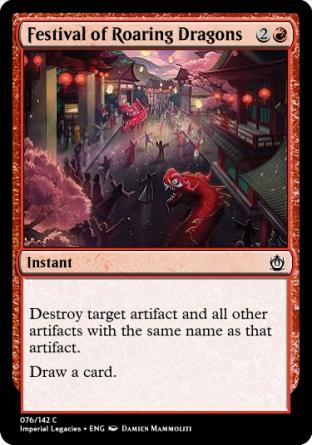 Festival of Roaring Dragons 2
Instant
Destroy target artifact and all other
artifacts with the same name as that
artifact.
Draw a card.
076/142 C
Imperial Legacies • ENG Damien Mammoliti